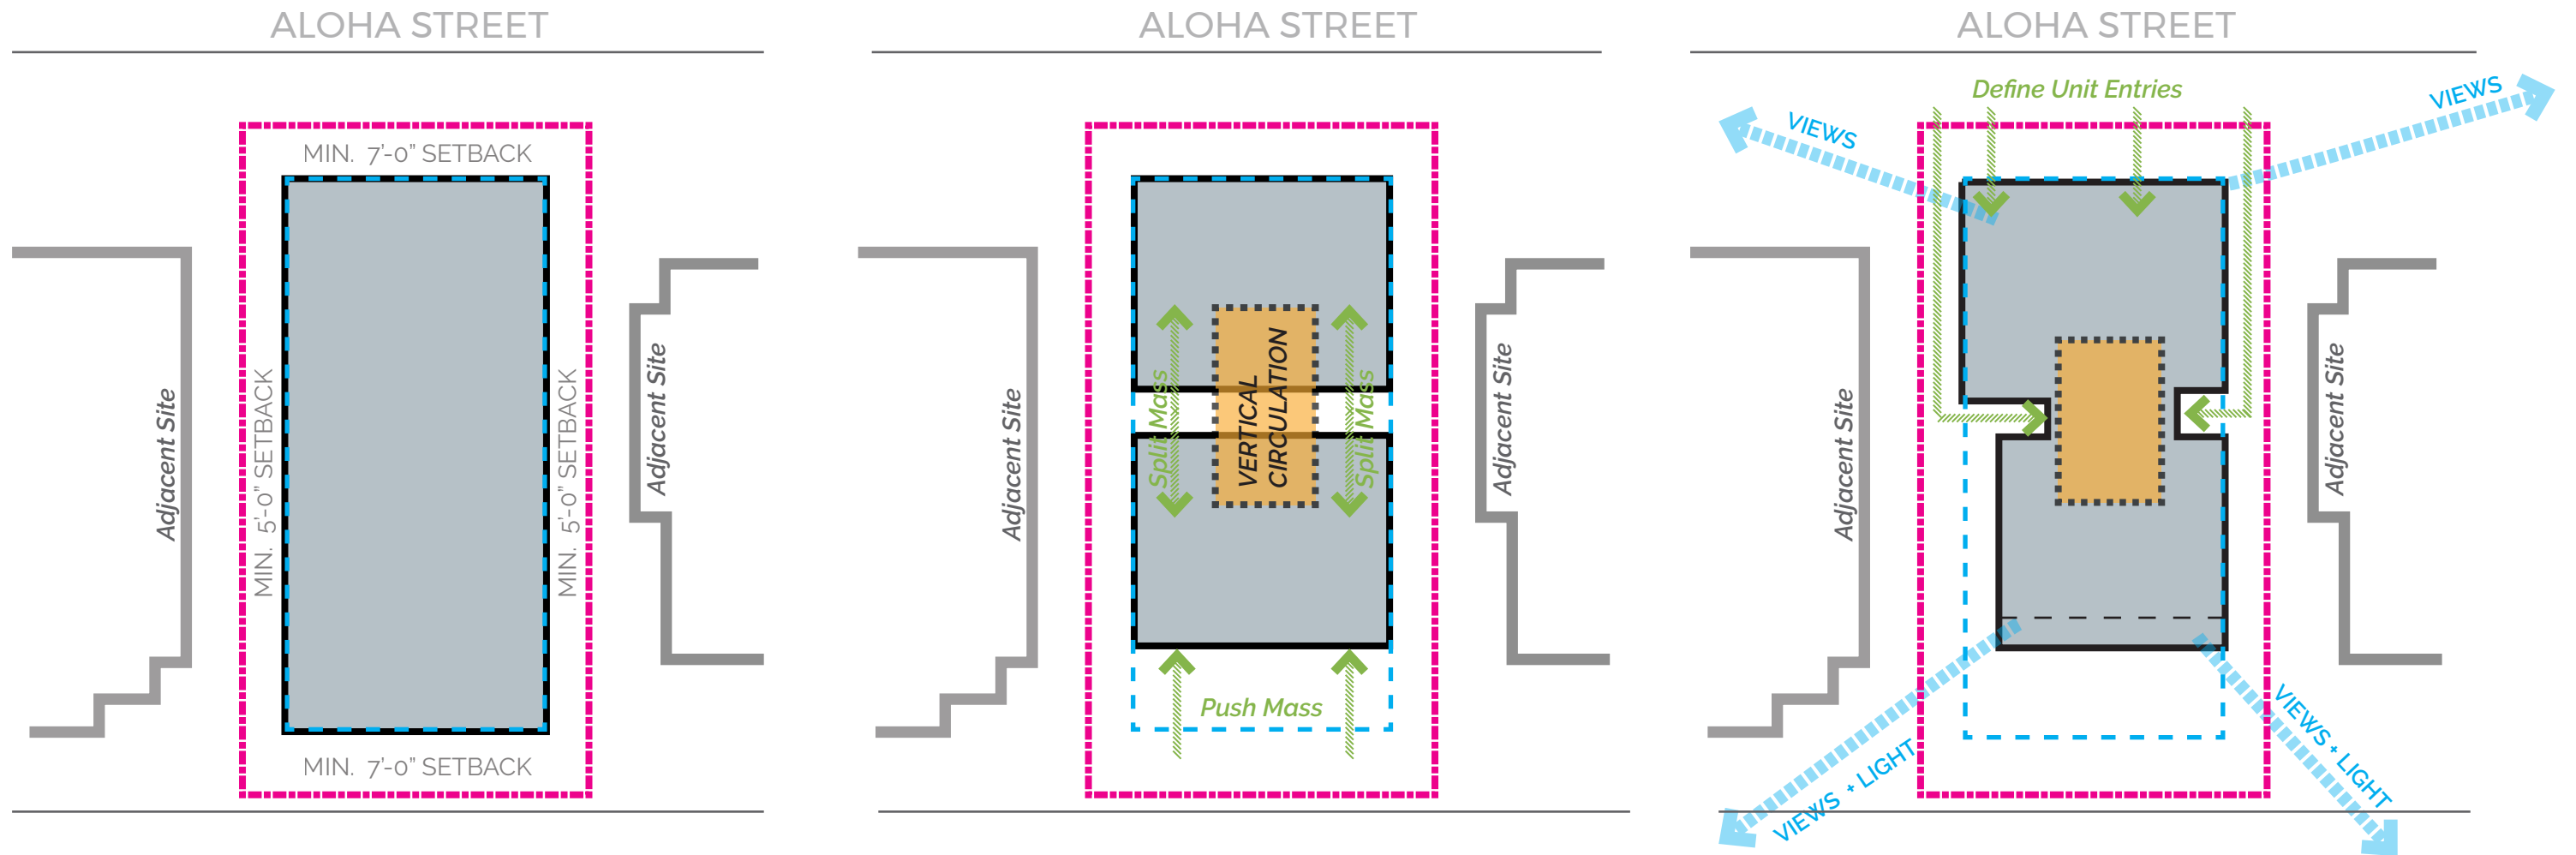 ALOHA STREET
MIN. 7'-0" SETBACK
Adjacent Site
MIN. 5'-0" SETBACK
MIN. 5'-0" SETBACK
Adjacent Site
MIN. 7'-0" SETBACK
ALOHA STREET
Adjacent Site
Split Mass
VERTICAL
CIRCULATION
Split Mass
Adjacent Site
Push Mass
ALOHA STREET
Define Unit Entries
VIEWS
VIEWS
Adjacent Site
Adjacent Site
VIEWS + LIGHT
VIEWS + LIGHT